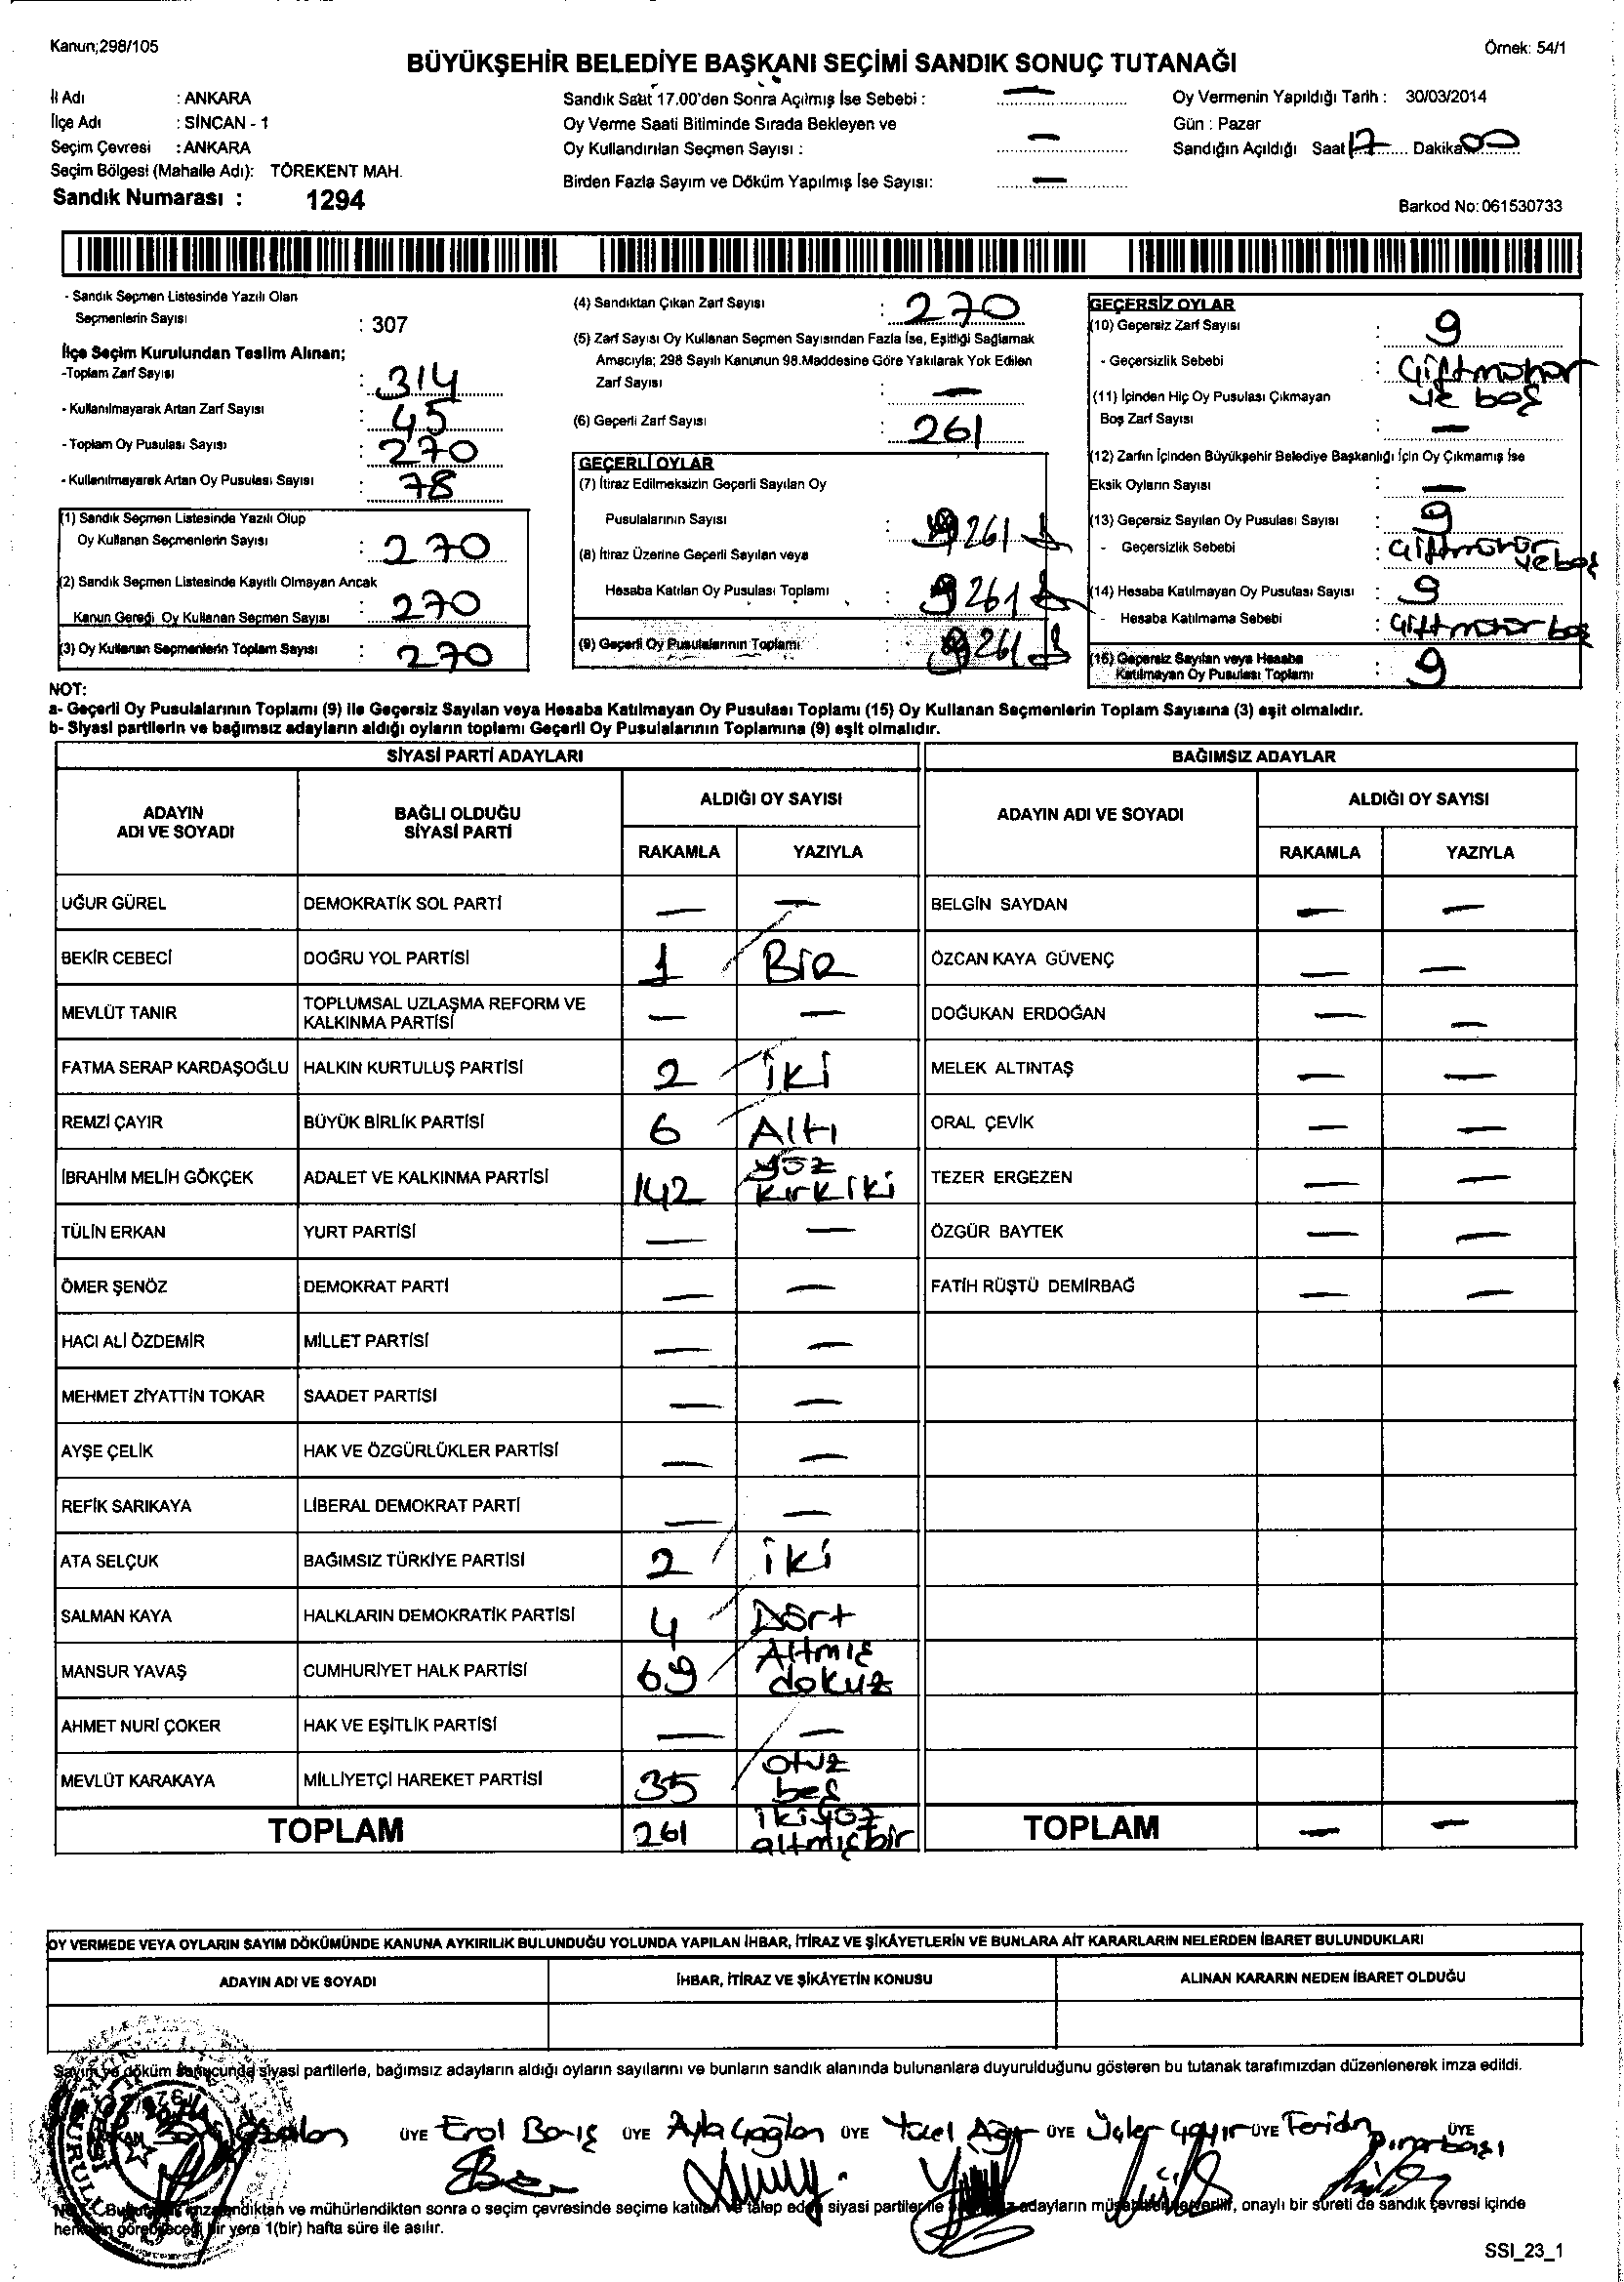 Kanun;298/105
Örnek: 54/1
BÜYÜKŞEHİR BELEDİYE BAŞKANI SEÇİMİ SANDIK SONUÇ TUTANAĞI
İl Adı : ANKARA
İlçe Adı : SİNCAN - 1
Seçim Çevresi : ANKARA
Seçim Bölgesi (Mahalle Adı): TÖREKENT MAH.
Sandık Numarası : 1294
Sandık Saat 17.00'den Sonra Açılmış İse Sebebi : —
Oy Verme Saati Bitiminde Sırada Bekleyen ve
Oy Kullandırılan Seçmen Sayısı : —
Birden Fazla Sayım ve Döküm Yapılmış İse Sayısı: —
Oy Vermenin Yapıldığı Tarih : 30/03/2014
Gün : Pazar
Sandığın Açıldığı Saat 17 Dakika 00
Barkod No: 061530733
- Sandık Seçmen Listesinde Yazılı Olan
Seçmenlerin Sayısı : 307
İlçe Seçim Kurulundan Teslim Alınan;
-Toplam Zarf Sayısı : 314
- Kullanılmayarak Artan Zarf Sayısı : 45
- Toplam Oy Pusulası Sayısı : 270
- Kullanılmayarak Artan Oy Pusulası Sayısı : 78
(1) Sandık Seçmen Listesinde Yazılı Olup
Oy Kullanan Seçmenlerin Sayısı : 270
(2) Sandık Seçmen Listesinde Kayıtlı Olmayan Ancak
Kanun Gereği Oy Kullanan Seçmen Sayısı : 270
(3) Oy Kullanan Seçmenlerin Toplam Sayısı : 270
(4) Sandıktan Çıkan Zarf Sayısı : 270
(5) Zarf Sayısı Oy Kullanan Seçmen Sayısından Fazla İse, Eşitliği Sağlamak
Amacıyla; 298 Sayılı Kanunun 98.Maddesine Göre Yakılarak Yok Edilen
Zarf Sayısı : —
(6) Geçerli Zarf Sayısı : 261
GEÇERLİ OYLAR
(7) İtiraz Edilmeksizin Geçerli Sayılan Oy
Pusulalarının Sayısı : 261
(8) İtiraz Üzerine Geçerli Sayılan veya
Hesaba Katılan Oy Pusulası Toplamı : 9 261
(9) Geçerli Oy Pusulalarının Toplamı : 261
GEÇERSİZ OYLAR
(10) Geçersiz Zarf Sayısı : 9
- Geçersizlik Sebebi : Çiftmühür
ve boş
(11) İçinden Hiç Oy Pusulası Çıkmayan
Boş Zarf Sayısı : —
(12) Zarfın İçinden Büyükşehir Belediye Başkanlığı İçin Oy Çıkmamış İse
Eksik Oyların Sayısı : —
(13) Geçersiz Sayılan Oy Pusulası Sayısı : 9
- Geçersizlik Sebebi : Çiftmühür
ve boş
(14) Hesaba Katılmayan Oy Pusulası Sayısı : 9
- Hesaba Katılmama Sebebi : Çiftmühür boş
(15) Geçersiz Sayılan veya Hesaba
Katılmayan Oy Pusulası Toplamı : 9
NOT:
a- Geçerli Oy Pusulalarının Toplamı (9) ile Geçersiz Sayılan veya Hesaba Katılmayan Oy Pusulası Toplamı (15) Oy Kullanan Seçmenlerin Toplam Sayısına (3) eşit olmalıdır.
b- Siyasi partilerin ve bağımsız adayların aldığı oyların toplamı Geçerli Oy Pusulalarının Toplamına (9) eşit olmalıdır.
SİYASİ PARTİ ADAYLARI
ADAYIN ADI VE SOYADI BAĞLI OLDUĞU SİYASİ PARTİ ALDIĞI OY SAYISI
RAKAMLA YAZIYLA
UĞUR GÜREL DEMOKRATİK SOL PARTİ — —
BEKİR CEBECİ DOĞRU YOL PARTİSİ 1 BİR
MEVLÜT TANIR TOPLUMSAL UZLAŞMA REFORM VE KALKINMA PARTİSİ — —
FATMA SERAP KARDAŞOĞLU HALKIN KURTULUŞ PARTİSİ 2 iki
REMZİ ÇAYIR BÜYÜK BİRLİK PARTİSİ 6 Altı
İBRAHİM MELİH GÖKÇEK ADALET VE KALKINMA PARTİSİ 142 yüz kırkiki
TÜLİN ERKAN YURT PARTİSİ — —
ÖMER ŞENÖZ DEMOKRAT PARTİ — —
HACI ALİ ÖZDEMİR MİLLET PARTİSİ — —
MEHMET ZİYATTİN TOKAR SAADET PARTİSİ — —
AYŞE ÇELİK HAK VE ÖZGÜRLÜKLER PARTİSİ — —
REFİK SARIKAYA LİBERAL DEMOKRAT PARTİ — —
ATA SELÇUK BAĞIMSIZ TÜRKİYE PARTİSİ 2 iki
SALMAN KAYA HALKLARIN DEMOKRATİK PARTİSİ 4 Dört
MANSUR YAVAŞ CUMHURİYET HALK PARTİSİ 69 Altmış dokuz
AHMET NURİ ÇOKER HAK VE EŞİTLİK PARTİSİ — —
MEVLÜT KARAKAYA MİLLİYETÇİ HAREKET PARTİSİ 35 otuz beş
TOPLAM 261 ikiyüz altmışbir
BAĞIMSIZ ADAYLAR
ADAYIN ADI VE SOYADI ALDIĞI OY SAYISI
RAKAMLA YAZIYLA
BELGİN SAYDAN — —
ÖZCAN KAYA GÜVENÇ — —
DOĞUKAN ERDOĞAN — —
MELEK ALTINTAŞ — —
ORAL ÇEVİK — —
TEZER ERGEZEN — —
ÖZGÜR BAYTEK — —
FATİH RÜŞTÜ DEMİRBAĞ — —
TOPLAM — —
OY VERMEDE VEYA OYLARIN SAYIM DÖKÜMÜNDE KANUNA AYKIRILIK BULUNDUĞU YOLUNDA YAPILAN İHBAR, İTİRAZ VE ŞİKÂYETLERİN VE BUNLARA AİT KARARLARIN NELERDEN İBARET BULUNDUKLARI
ADAYIN ADI VE SOYADI İHBAR, İTİRAZ VE ŞİKÂYETİN KONUSU ALINAN KARARIN NEDEN İBARET OLDUĞU
Sayım ve döküm sonucunda siyasi partilerle, bağımsız adayların aldığı oyların sayılarını ve bunların sandık alanında bulunanlara duyurulduğunu gösteren bu tutanak tarafımızdan düzenlenerek imza edildi.
ÜYE Erol Barış ÜYE Ayla Çağlan ÜYE Yücel ÜYE Üçler Çayır ÜYE Feridn Pınarbaşı ÜYE
imzalandıktan ve mühürlendikten sonra o seçim çevresinde seçime katılan ve talep eden siyasi partiler ile adayların verilir, onaylı bir sureti de sandık çevresi içinde
herkesin görebileceği bir yere 1(bir) hafta süre ile asılır.
SSI_23_1